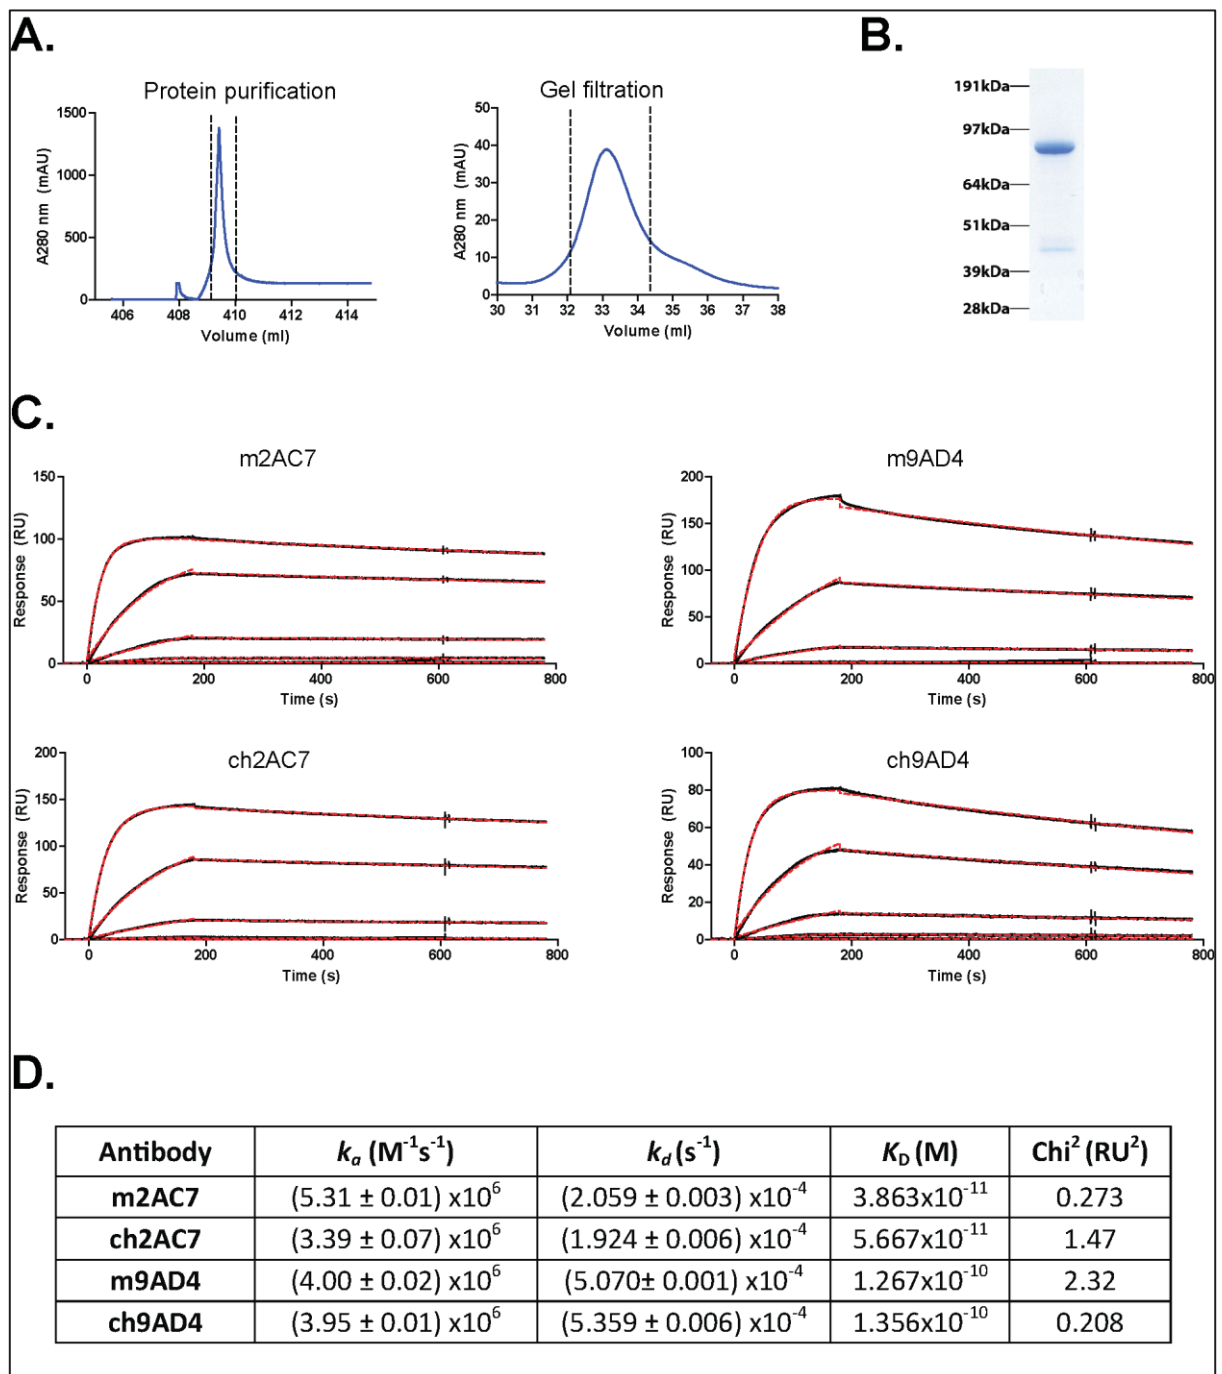 A.
B.
Protein purification
Gel filtration
A280 nm (mAU)
1500
1000
500
0
406 408 410 412 414
Volume (ml)
A280 nm (mAU)
50
40
30
20
10
0
30 31 32 33 34 35 36 37 38
Volume (ml)
191kDa
97kDa
64kDa
51kDa
39kDa
28kDa
C.
m2AC7
Response (RU)
150
100
50
0
0 200 400 600 800
Time (s)
m9AD4
Response (RU)
200
150
100
50
0
0 200 400 600 800
Time (s)
ch2AC7
Response (RU)
200
150
100
50
0
0 200 400 600 800
Time (s)
ch9AD4
Response (RU)
100
80
60
40
20
0
0 200 400 600 800
Time (s)
D.
Antibody kₐ (M⁻¹s⁻¹) k_d (s⁻¹) K_D (M) Chi² (RU²)
m2AC7 (5.31 ± 0.01) x10⁶ (2.059 ± 0.003) x10⁻⁴ 3.863x10⁻¹¹ 0.273
ch2AC7 (3.39 ± 0.07) x10⁶ (1.924 ± 0.006) x10⁻⁴ 5.667x10⁻¹¹ 1.47
m9AD4 (4.00 ± 0.02) x10⁶ (5.070± 0.001) x10⁻⁴ 1.267x10⁻¹⁰ 2.32
ch9AD4 (3.95 ± 0.01) x10⁶ (5.359 ± 0.006) x10⁻⁴ 1.356x10⁻¹⁰ 0.208